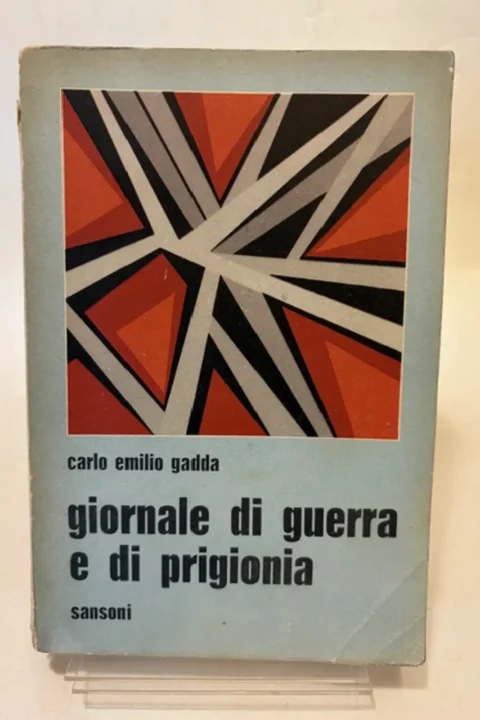 carlo emilio gadda
giornale di guerra
e di prigionia
sansoni